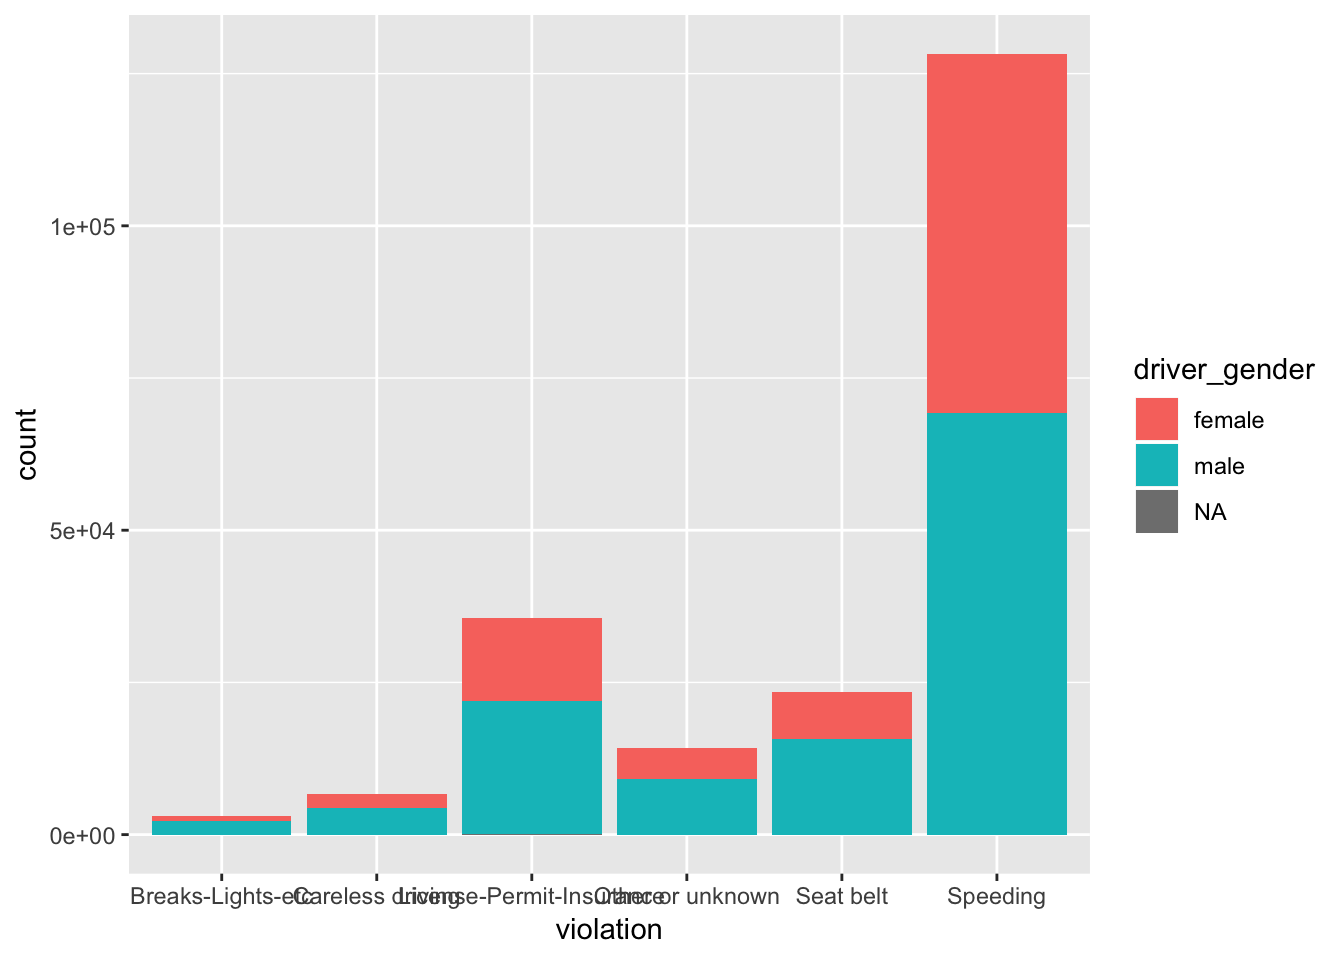 count
1e+05
5e+04
0e+00
Breaks-Lights-etc Careless driving License-Permit-Insurance Other or unknown Seat belt Speeding
violation
driver_gender
female
male
NA